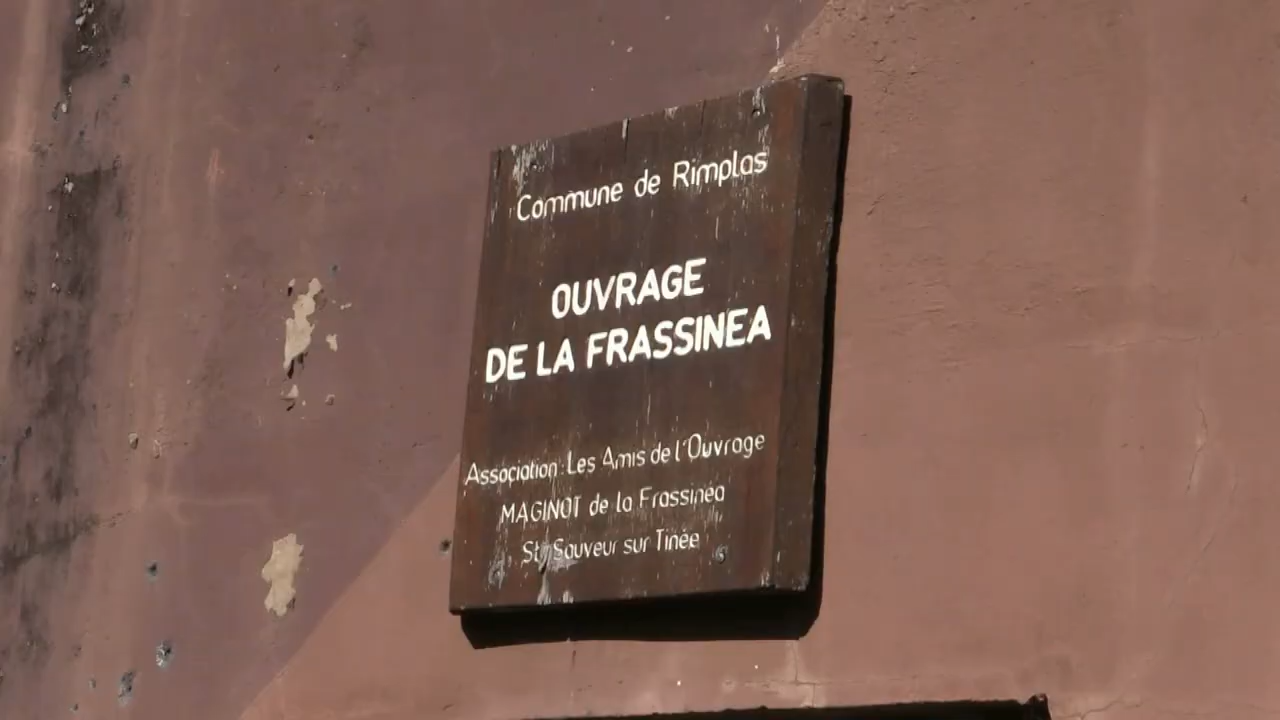 Commune de Rimplas
OUVRAGE
DE LA FRASSINEA
Association: Les Amis de l'Ouvrage
MAGINOT de la Frassinéa
St Sauveur sur Tinée